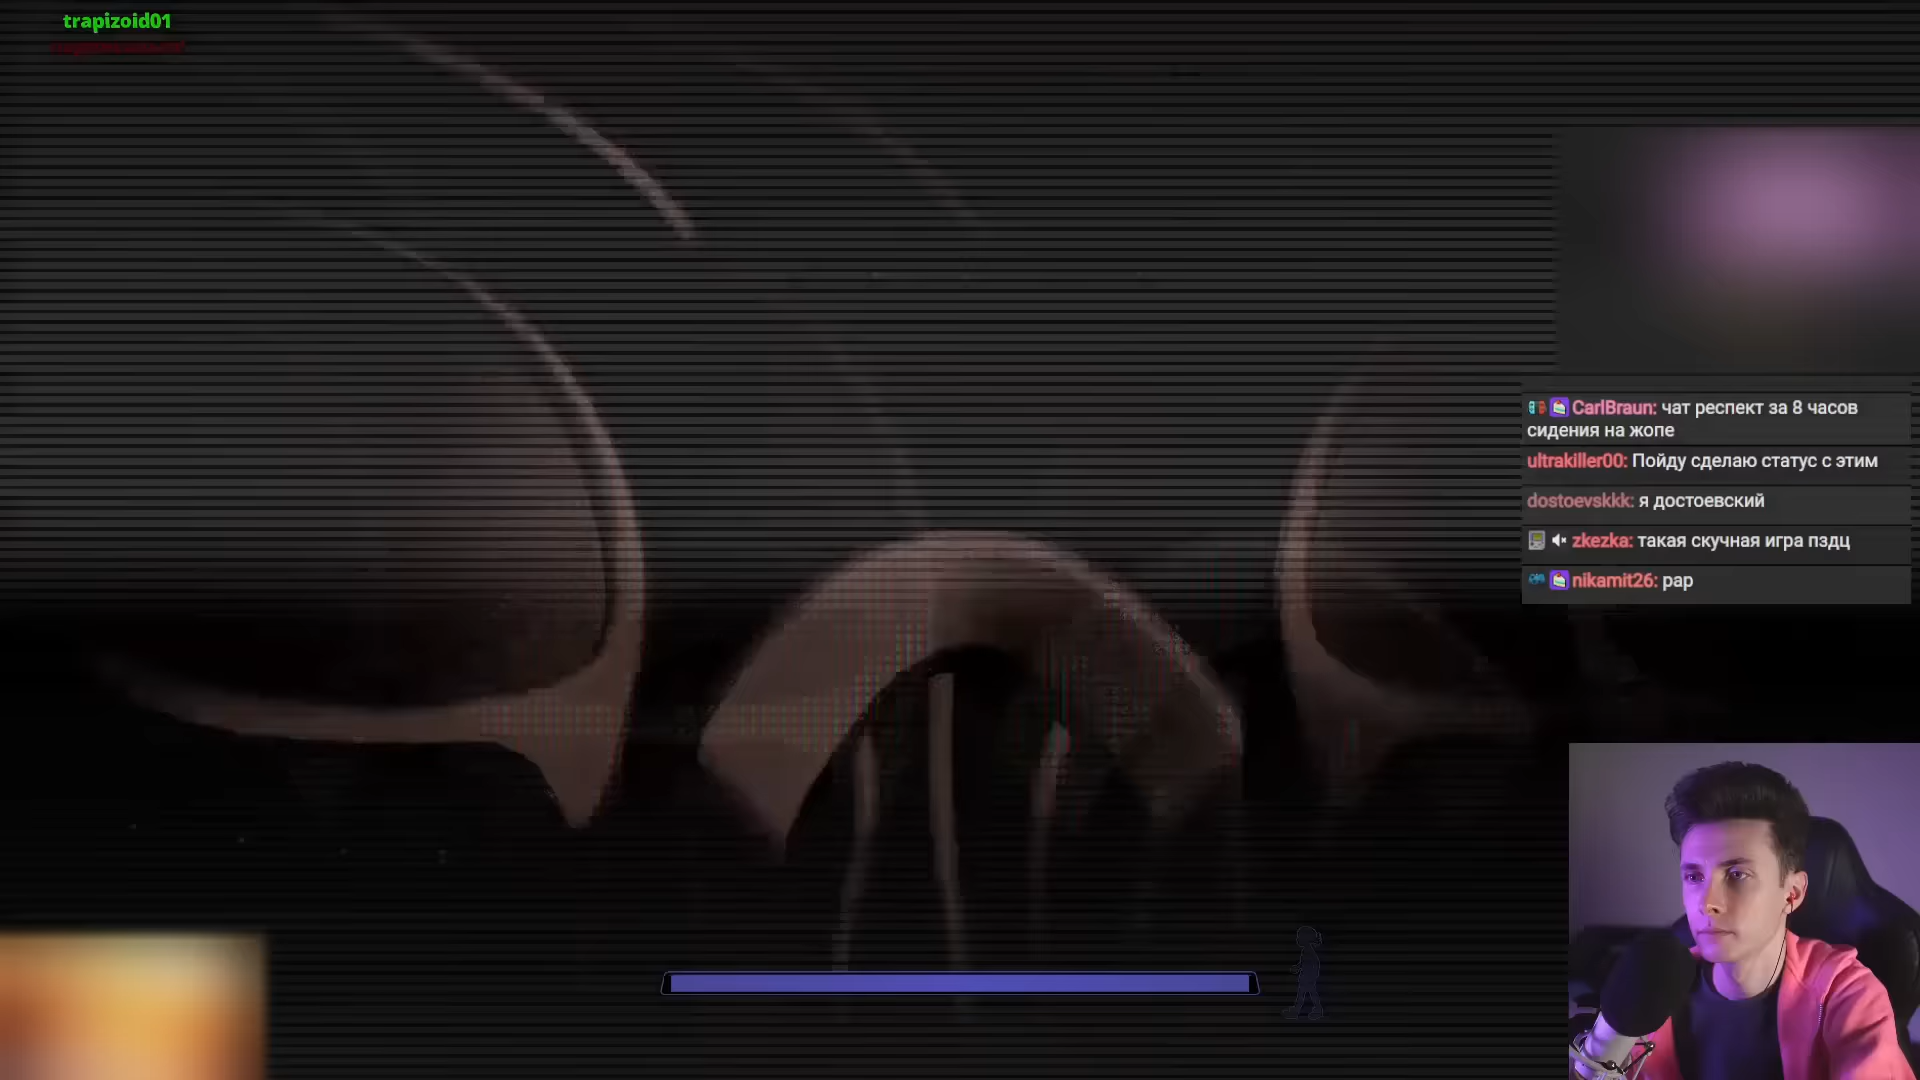 trapizoid01
CarlBraun: чат респект за 8 часов
сидения на жопе
ultrakiller00: Пойду сделаю статус с этим
dostoevskkk: я достоевский
zkezka: такая скучная игра пздц
nikamit26: рар